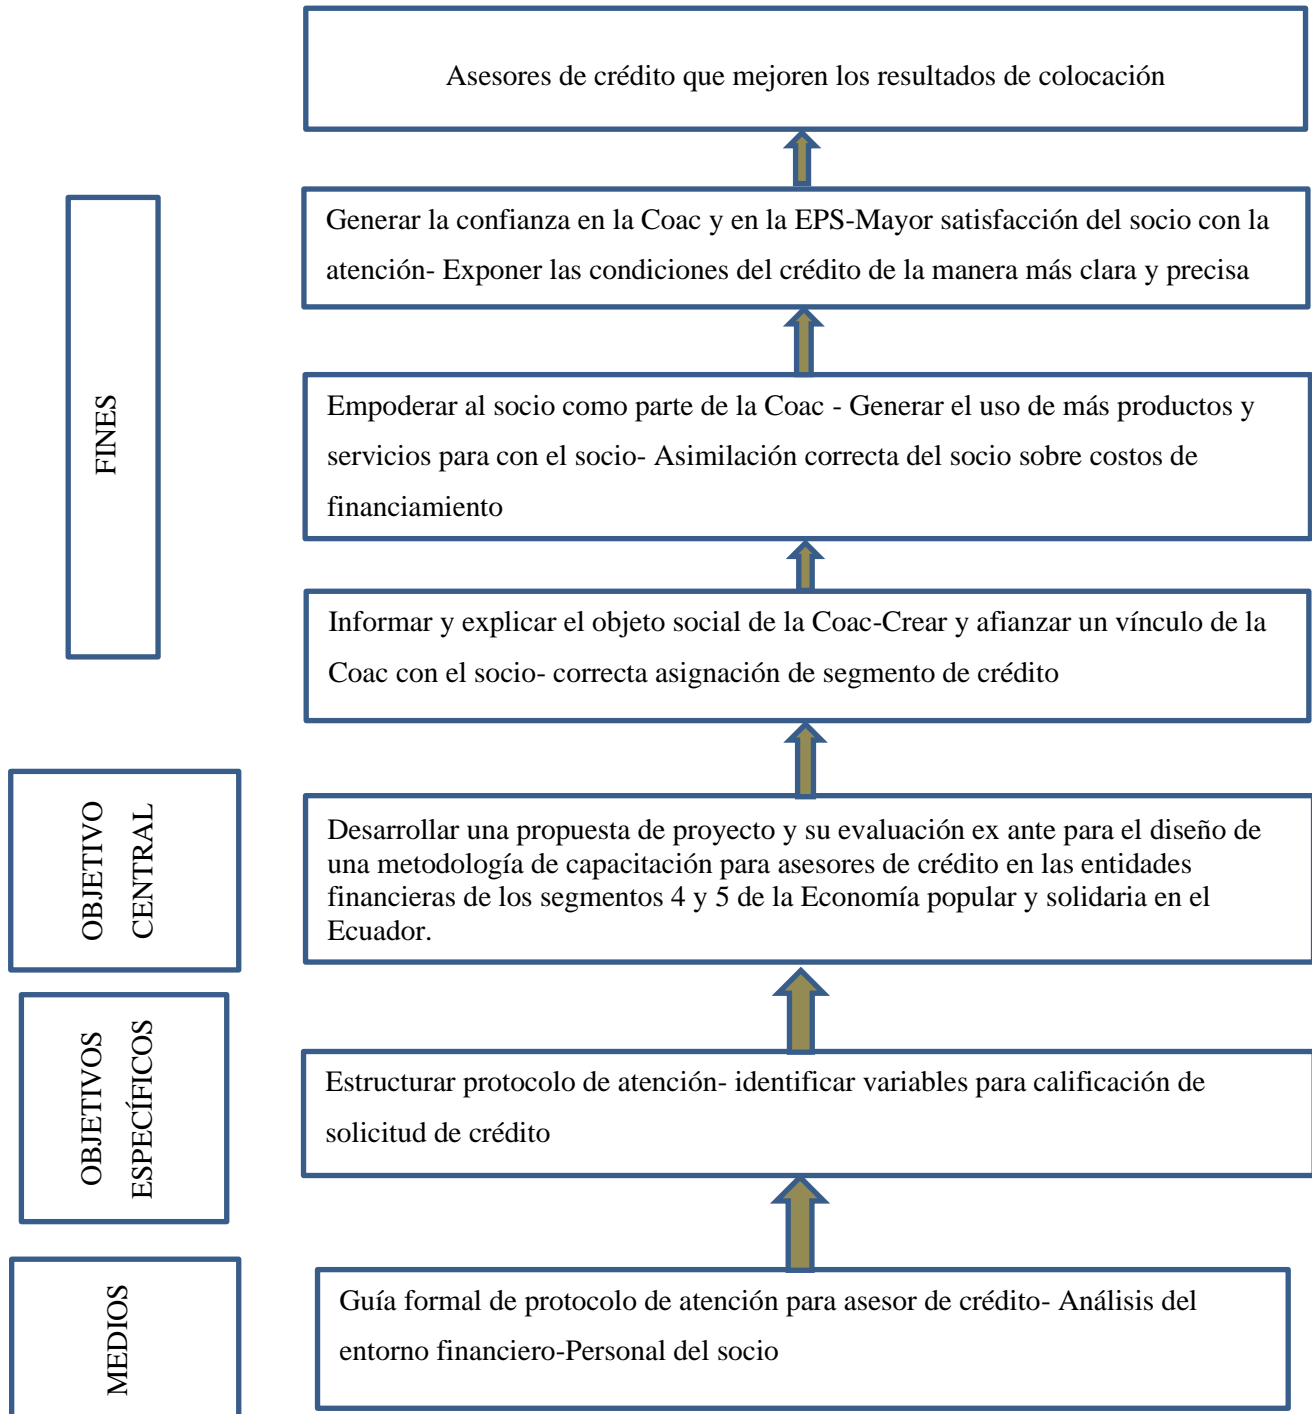 Asesores de crédito que mejoren los resultados de colocación
FINES
Generar la confianza en la Coac y en la EPS-Mayor satisfacción del socio con la
atención- Exponer las condiciones del crédito de la manera más clara y precisa
Empoderar al socio como parte de la Coac - Generar el uso de más productos y
servicios para con el socio- Asimilación correcta del socio sobre costos de
financiamiento
Informar y explicar el objeto social de la Coac-Crear y afianzar un vínculo de la
Coac con el socio- correcta asignación de segmento de crédito
OBJETIVO
CENTRAL
Desarrollar una propuesta de proyecto y su evaluación ex ante para el diseño de
una metodología de capacitación para asesores de crédito en las entidades
financieras de los segmentos 4 y 5 de la Economía popular y solidaria en el
Ecuador.
OBJETIVOS
ESPECÍFICOS
Estructurar protocolo de atención- identificar variables para calificación de
solicitud de crédito
MEDIOS
Guía formal de protocolo de atención para asesor de crédito- Análisis del
entorno financiero-Personal del socio